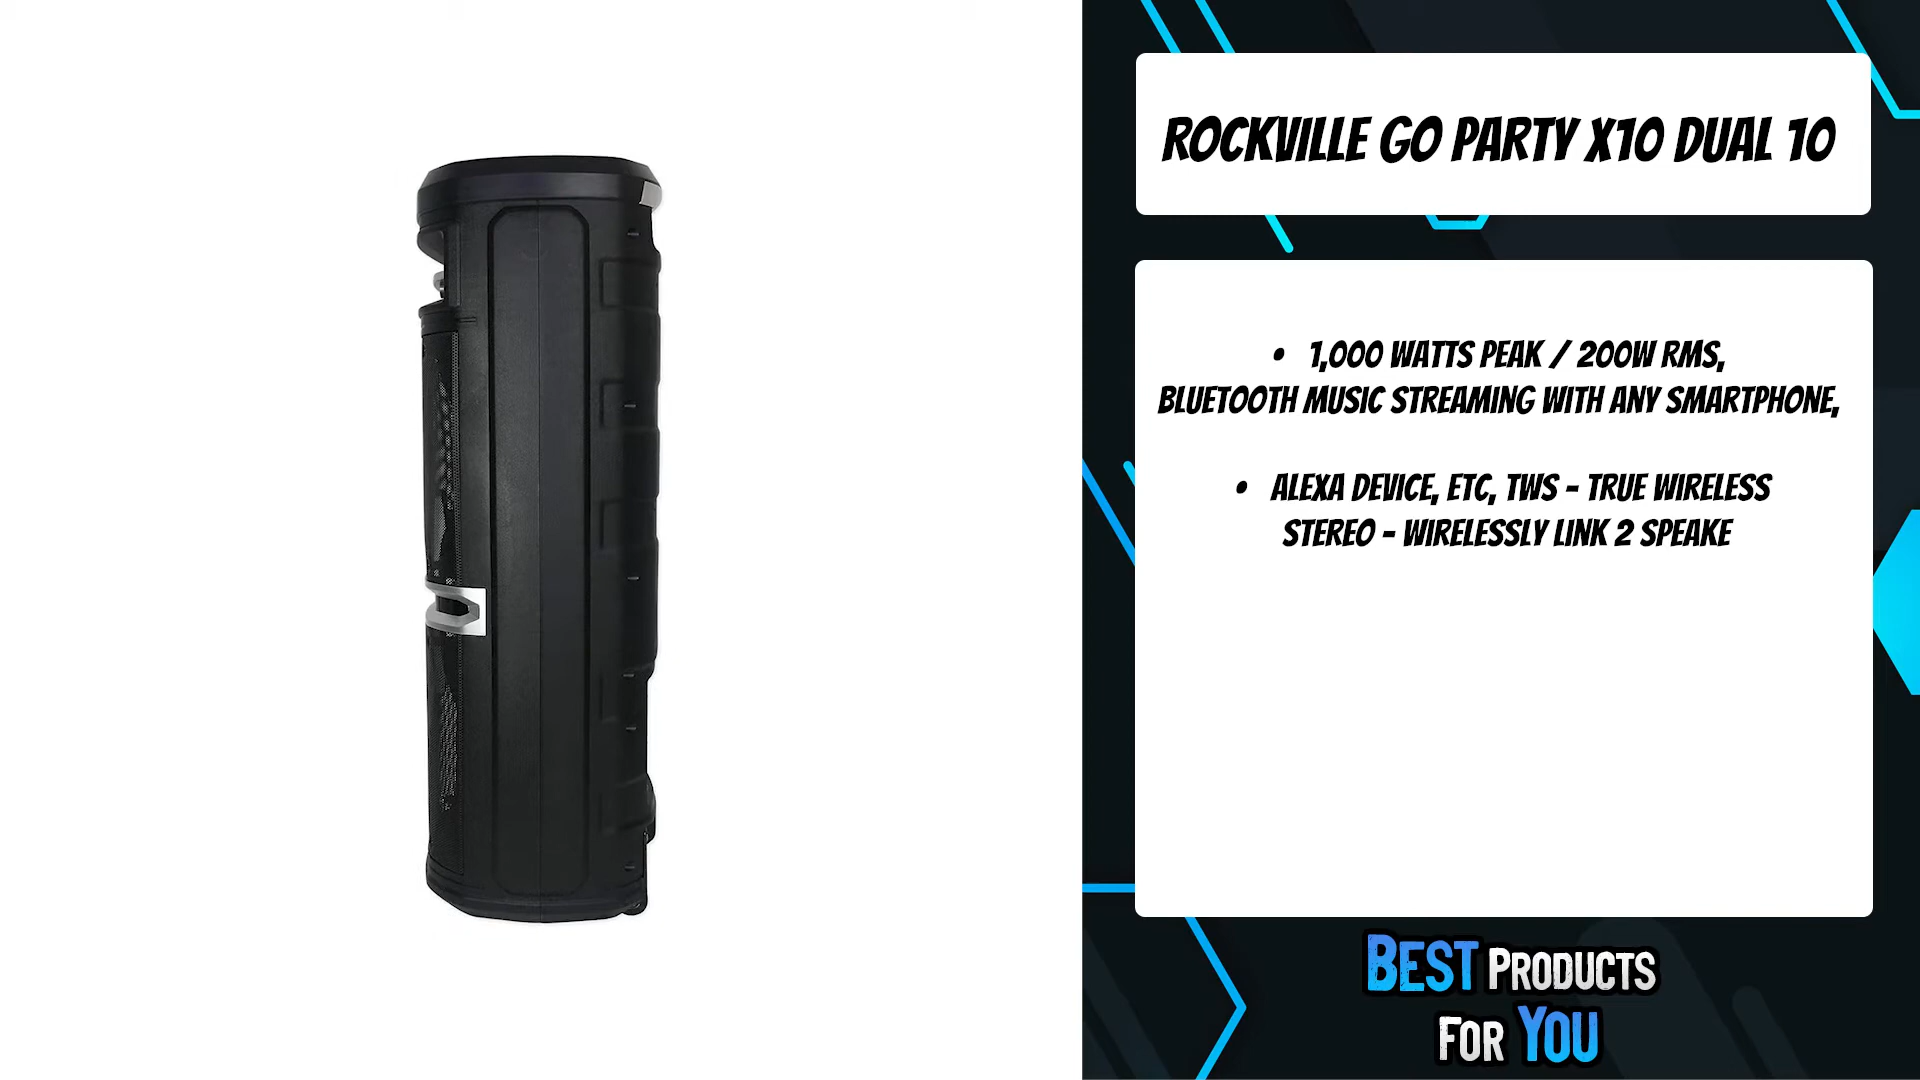 ROCKVILLE GO PARTY X10 DUAL 10
• 1,000 WATTS PEAK / 200W RMS,
BLUETOOTH MUSIC STREAMING WITH ANY SMARTPHONE,
• ALEXA DEVICE, ETC, TWS - TRUE WIRELESS
STEREO - WIRELESSLY LINK 2 SPEAKE
BEST PRODUCTS
FOR YOU